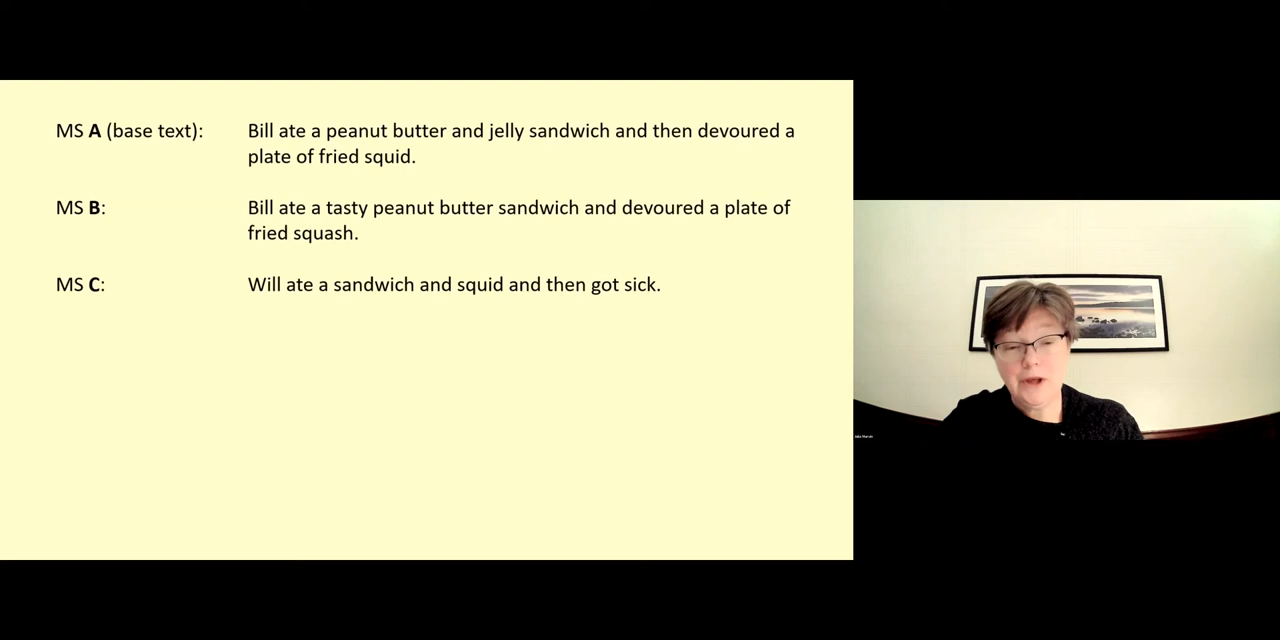 MS A (base text): Bill ate a peanut butter and jelly sandwich and then devoured a
plate of fried squid.
MS B: Bill ate a tasty peanut butter sandwich and devoured a plate of
fried squash.
MS C: Will ate a sandwich and squid and then got sick.